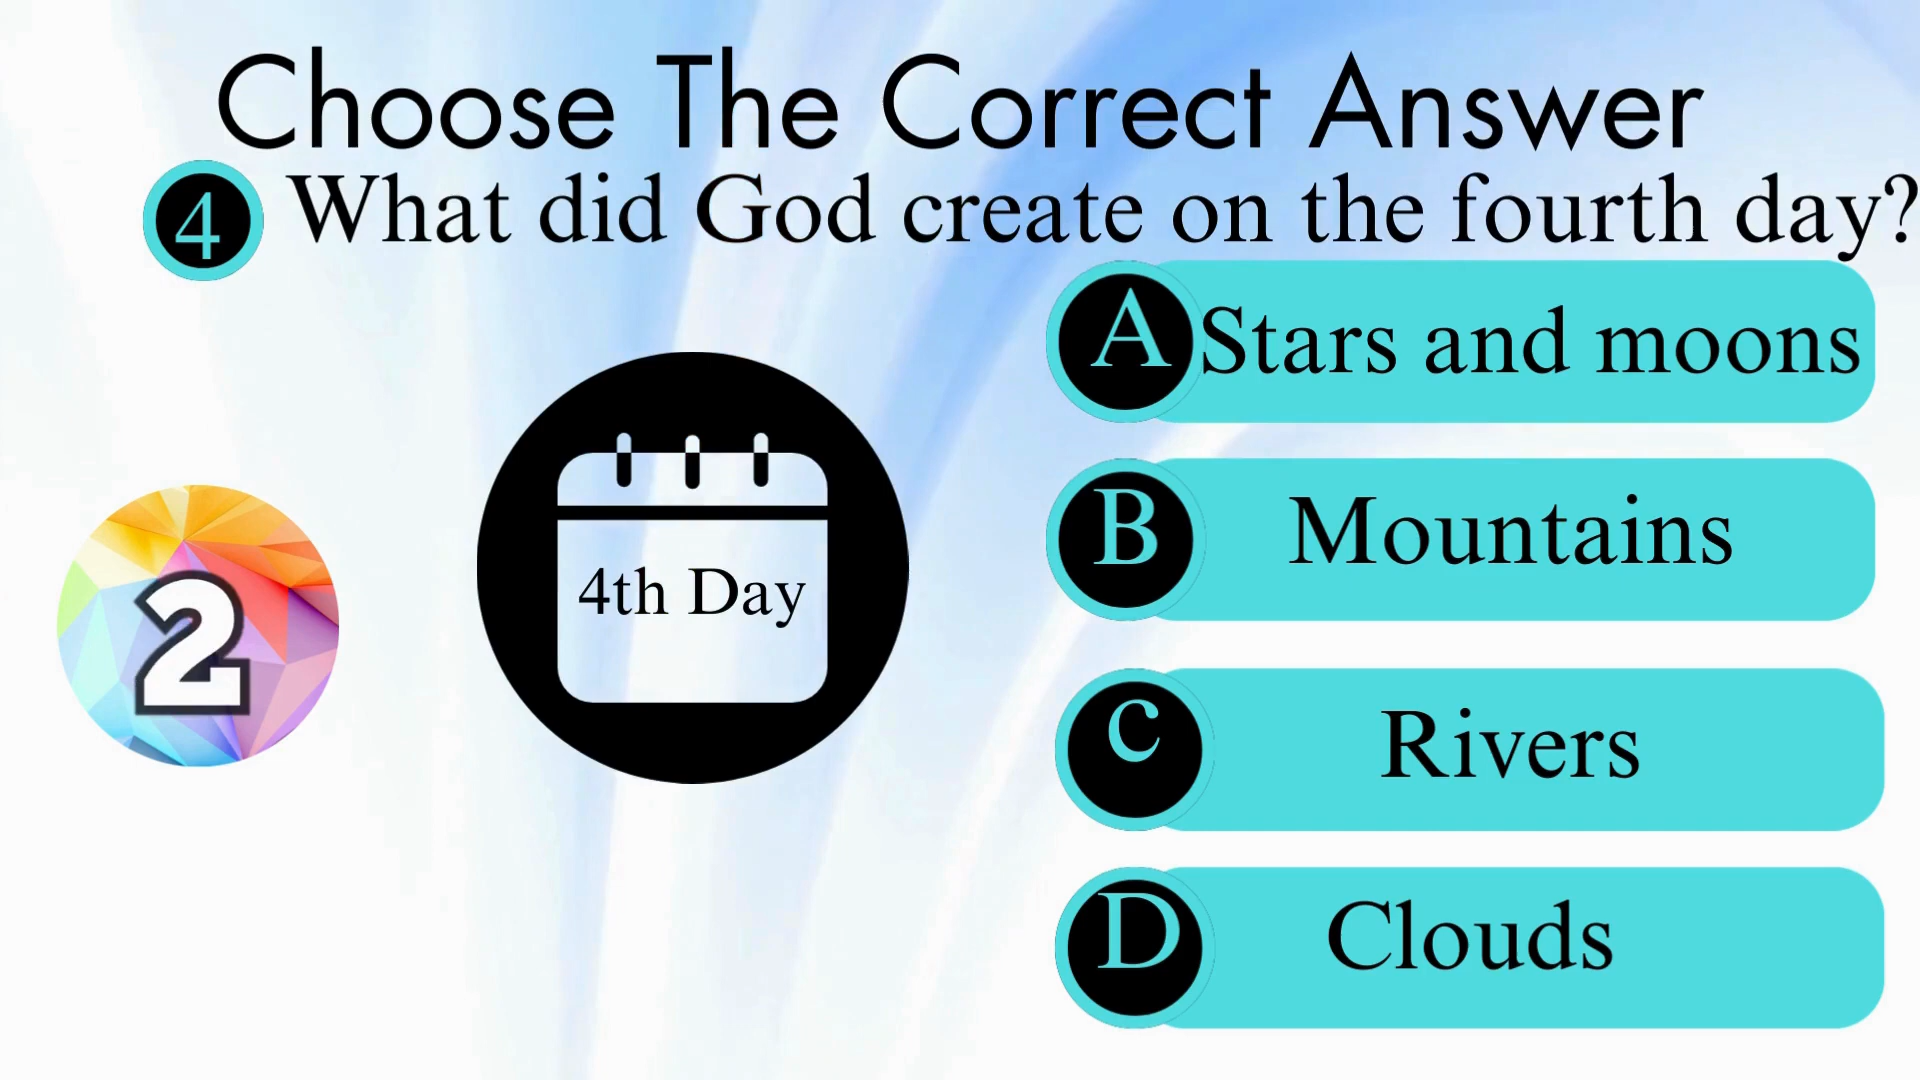 Choose The Correct Answer
4 What did God create on the fourth day?
A Stars and moons
B Mountains
2
4th Day
c Rivers
D Clouds